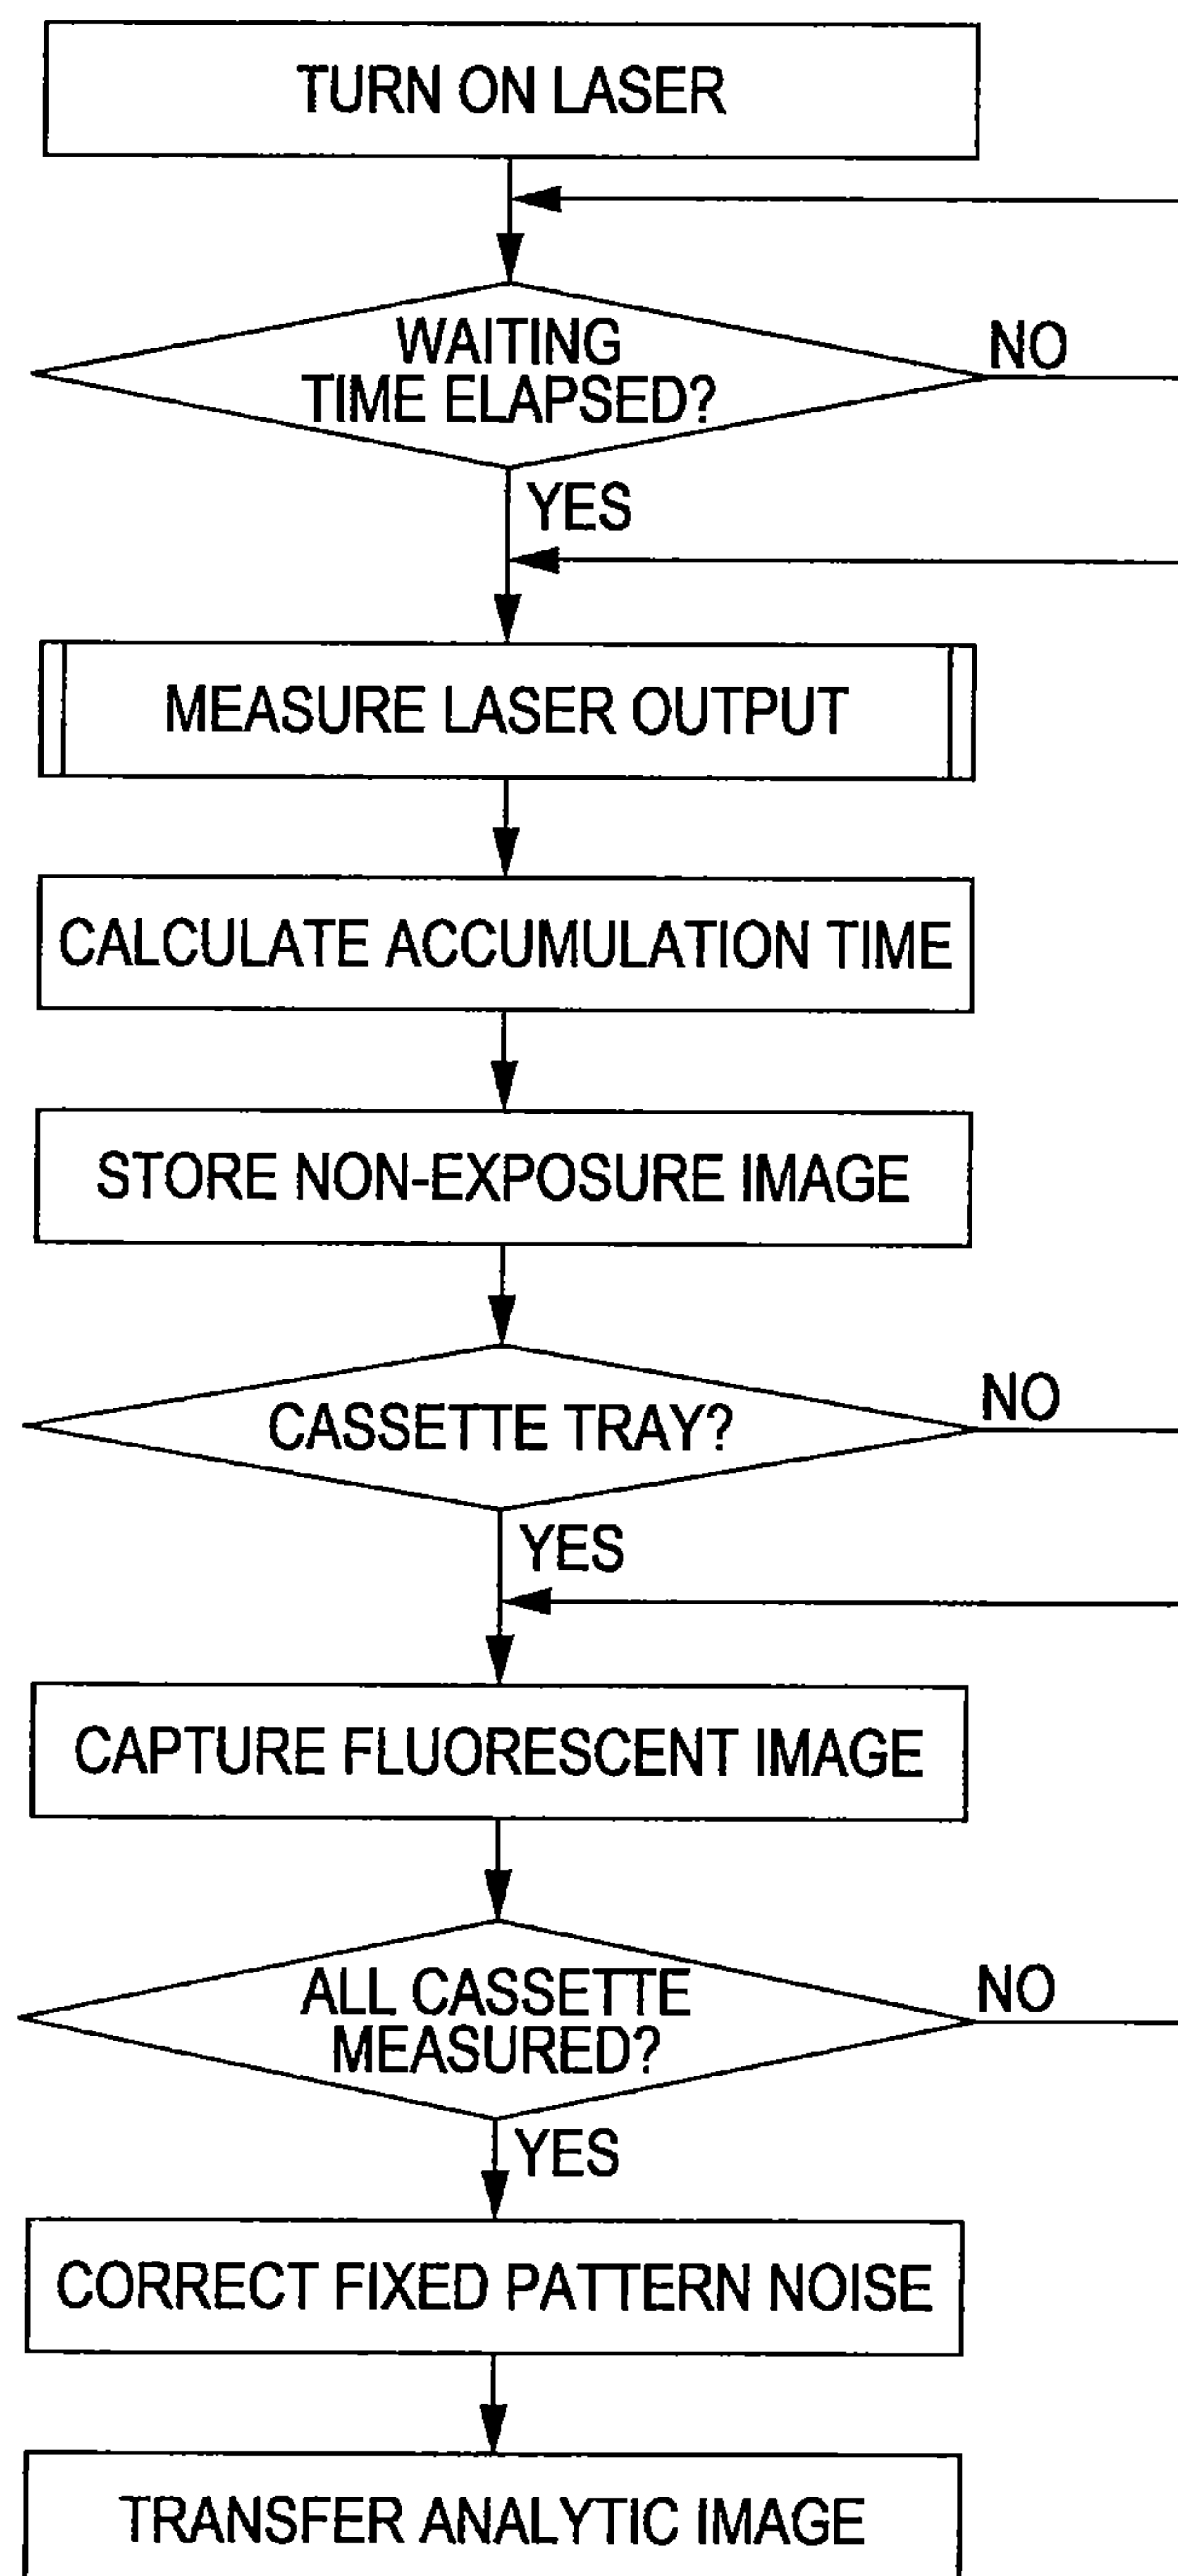 TURN ON LASER
WAITING
TIME ELAPSED?
NO
YES
MEASURE LASER OUTPUT
CALCULATE ACCUMULATION TIME
STORE NON-EXPOSURE IMAGE
CASSETTE TRAY?
NO
YES
CAPTURE FLUORESCENT IMAGE
ALL CASSETTE
MEASURED?
NO
YES
CORRECT FIXED PATTERN NOISE
TRANSFER ANALYTIC IMAGE